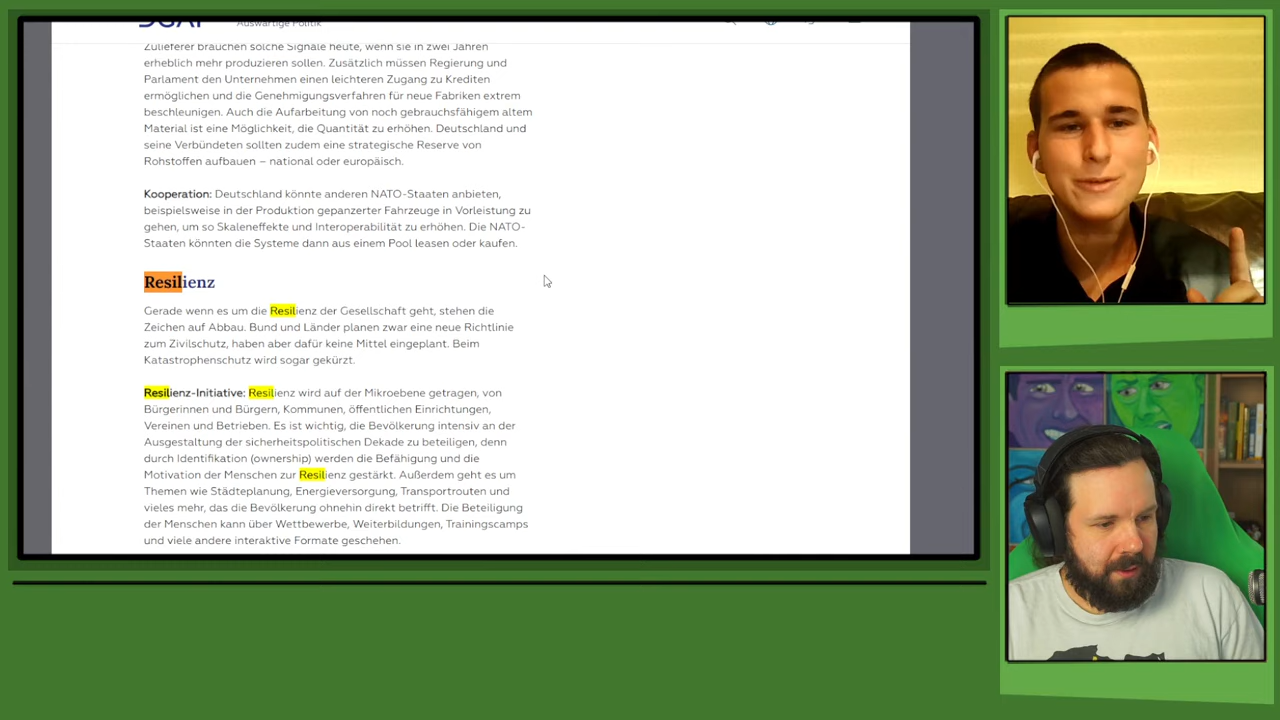 DGAP
Auswärtige Politik
Zulieferer brauchen solche Signale heute, wenn sie in zwei Jahren
erheblich mehr produzieren sollen. Zusätzlich müssen Regierung und
Parlament den Unternehmen einen leichteren Zugang zu Krediten
ermöglichen und die Genehmigungsverfahren für neue Fabriken extrem
beschleunigen. Auch die Aufarbeitung von noch gebrauchsfähigem altem
Material ist eine Möglichkeit, die Quantität zu erhöhen. Deutschland und
seine Verbündeten sollten zudem eine strategische Reserve von
Rohstoffen aufbauen – national oder europäisch.
Kooperation: Deutschland könnte anderen NATO-Staaten anbieten,
beispielsweise in der Produktion gepanzerter Fahrzeuge in Vorleistung zu
gehen, um so Skaleneffekte und Interoperabilität zu erhöhen. Die NATO-
Staaten könnten die Systeme dann aus einem Pool leasen oder kaufen.
Resilienz
Gerade wenn es um die Resilienz der Gesellschaft geht, stehen die
Zeichen auf Abbau. Bund und Länder planen zwar eine neue Richtlinie
zum Zivilschutz, haben aber dafür keine Mittel eingeplant. Beim
Katastrophenschutz wird sogar gekürzt.
Resilienz-Initiative: Resilienz wird auf der Mikroebene getragen, von
Bürgerinnen und Bürgern, Kommunen, öffentlichen Einrichtungen,
Vereinen und Betrieben. Es ist wichtig, die Bevölkerung intensiv an der
Ausgestaltung der sicherheitspolitischen Dekade zu beteiligen, denn
durch Identifikation (ownership) werden die Befähigung und die
Motivation der Menschen zur Resilienz gestärkt. Außerdem geht es um
Themen wie Städteplanung, Energieversorgung, Transportrouten und
vieles mehr, das die Bevölkerung ohnehin direkt betrifft. Die Beteiligung
der Menschen kann über Wettbewerbe, Weiterbildungen, Trainingscamps
und viele andere interaktive Formate geschehen.